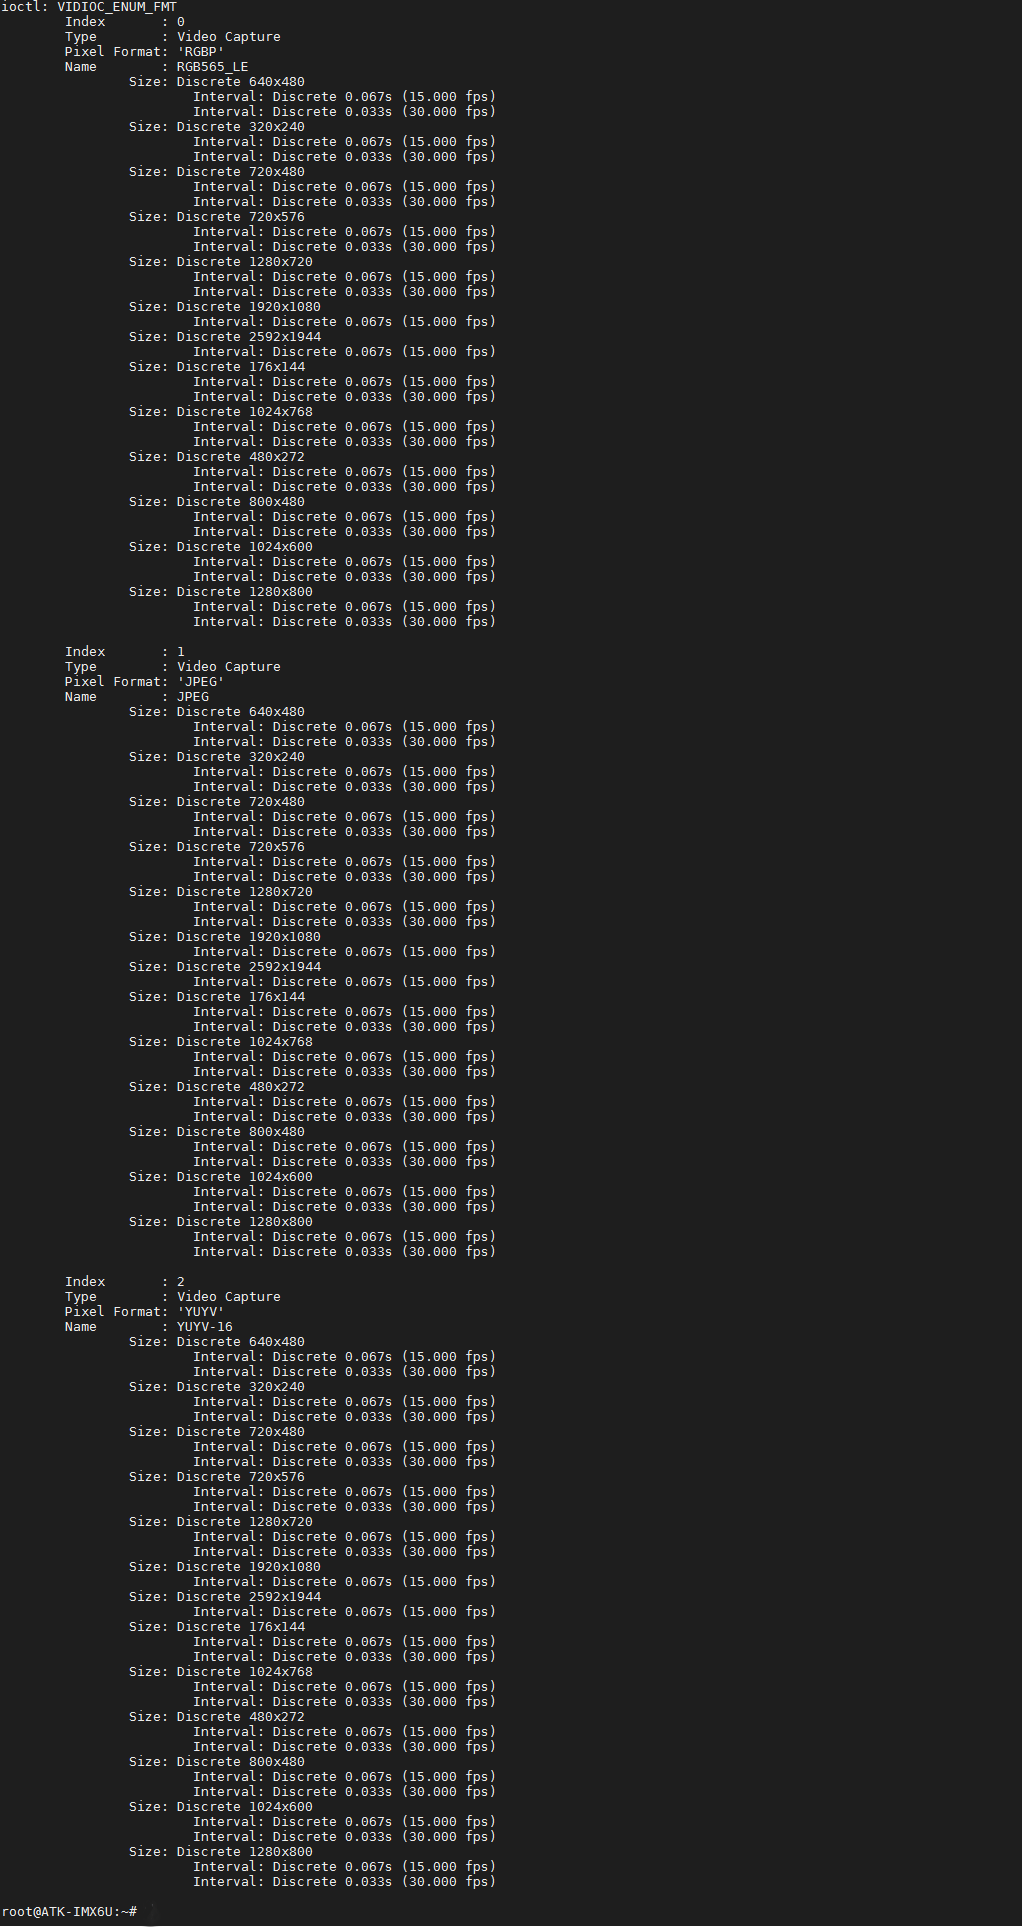 ioctl: VIDIOC_ENUM_FMT
Index       : 0
Type        : Video Capture
Pixel Format: 'RGBP'
Name        : RGB565_LE
Size: Discrete 640x480
Interval: Discrete 0.067s (15.000 fps)
Interval: Discrete 0.033s (30.000 fps)
Size: Discrete 320x240
Interval: Discrete 0.067s (15.000 fps)
Interval: Discrete 0.033s (30.000 fps)
Size: Discrete 720x480
Interval: Discrete 0.067s (15.000 fps)
Interval: Discrete 0.033s (30.000 fps)
Size: Discrete 720x576
Interval: Discrete 0.067s (15.000 fps)
Interval: Discrete 0.033s (30.000 fps)
Size: Discrete 1280x720
Interval: Discrete 0.067s (15.000 fps)
Interval: Discrete 0.033s (30.000 fps)
Size: Discrete 1920x1080
Interval: Discrete 0.067s (15.000 fps)
Size: Discrete 2592x1944
Interval: Discrete 0.067s (15.000 fps)
Size: Discrete 176x144
Interval: Discrete 0.067s (15.000 fps)
Interval: Discrete 0.033s (30.000 fps)
Size: Discrete 1024x768
Interval: Discrete 0.067s (15.000 fps)
Interval: Discrete 0.033s (30.000 fps)
Size: Discrete 480x272
Interval: Discrete 0.067s (15.000 fps)
Interval: Discrete 0.033s (30.000 fps)
Size: Discrete 800x480
Interval: Discrete 0.067s (15.000 fps)
Interval: Discrete 0.033s (30.000 fps)
Size: Discrete 1024x600
Interval: Discrete 0.067s (15.000 fps)
Interval: Discrete 0.033s (30.000 fps)
Size: Discrete 1280x800
Interval: Discrete 0.067s (15.000 fps)
Interval: Discrete 0.033s (30.000 fps)
Index       : 1
Type        : Video Capture
Pixel Format: 'JPEG'
Name        : JPEG
Size: Discrete 640x480
Interval: Discrete 0.067s (15.000 fps)
Interval: Discrete 0.033s (30.000 fps)
Size: Discrete 320x240
Interval: Discrete 0.067s (15.000 fps)
Interval: Discrete 0.033s (30.000 fps)
Size: Discrete 720x480
Interval: Discrete 0.067s (15.000 fps)
Interval: Discrete 0.033s (30.000 fps)
Size: Discrete 720x576
Interval: Discrete 0.067s (15.000 fps)
Interval: Discrete 0.033s (30.000 fps)
Size: Discrete 1280x720
Interval: Discrete 0.067s (15.000 fps)
Interval: Discrete 0.033s (30.000 fps)
Size: Discrete 1920x1080
Interval: Discrete 0.067s (15.000 fps)
Size: Discrete 2592x1944
Interval: Discrete 0.067s (15.000 fps)
Size: Discrete 176x144
Interval: Discrete 0.067s (15.000 fps)
Interval: Discrete 0.033s (30.000 fps)
Size: Discrete 1024x768
Interval: Discrete 0.067s (15.000 fps)
Interval: Discrete 0.033s (30.000 fps)
Size: Discrete 480x272
Interval: Discrete 0.067s (15.000 fps)
Interval: Discrete 0.033s (30.000 fps)
Size: Discrete 800x480
Interval: Discrete 0.067s (15.000 fps)
Interval: Discrete 0.033s (30.000 fps)
Size: Discrete 1024x600
Interval: Discrete 0.067s (15.000 fps)
Interval: Discrete 0.033s (30.000 fps)
Size: Discrete 1280x800
Interval: Discrete 0.067s (15.000 fps)
Interval: Discrete 0.033s (30.000 fps)
Index       : 2
Type        : Video Capture
Pixel Format: 'YUYV'
Name        : YUYV-16
Size: Discrete 640x480
Interval: Discrete 0.067s (15.000 fps)
Interval: Discrete 0.033s (30.000 fps)
Size: Discrete 320x240
Interval: Discrete 0.067s (15.000 fps)
Interval: Discrete 0.033s (30.000 fps)
Size: Discrete 720x480
Interval: Discrete 0.067s (15.000 fps)
Interval: Discrete 0.033s (30.000 fps)
Size: Discrete 720x576
Interval: Discrete 0.067s (15.000 fps)
Interval: Discrete 0.033s (30.000 fps)
Size: Discrete 1280x720
Interval: Discrete 0.067s (15.000 fps)
Interval: Discrete 0.033s (30.000 fps)
Size: Discrete 1920x1080
Interval: Discrete 0.067s (15.000 fps)
Size: Discrete 2592x1944
Interval: Discrete 0.067s (15.000 fps)
Size: Discrete 176x144
Interval: Discrete 0.067s (15.000 fps)
Interval: Discrete 0.033s (30.000 fps)
Size: Discrete 1024x768
Interval: Discrete 0.067s (15.000 fps)
Interval: Discrete 0.033s (30.000 fps)
Size: Discrete 480x272
Interval: Discrete 0.067s (15.000 fps)
Interval: Discrete 0.033s (30.000 fps)
Size: Discrete 800x480
Interval: Discrete 0.067s (15.000 fps)
Interval: Discrete 0.033s (30.000 fps)
Size: Discrete 1024x600
Interval: Discrete 0.067s (15.000 fps)
Interval: Discrete 0.033s (30.000 fps)
Size: Discrete 1280x800
Interval: Discrete 0.067s (15.000 fps)
Interval: Discrete 0.033s (30.000 fps)
root@ATK-IMX6U:~#